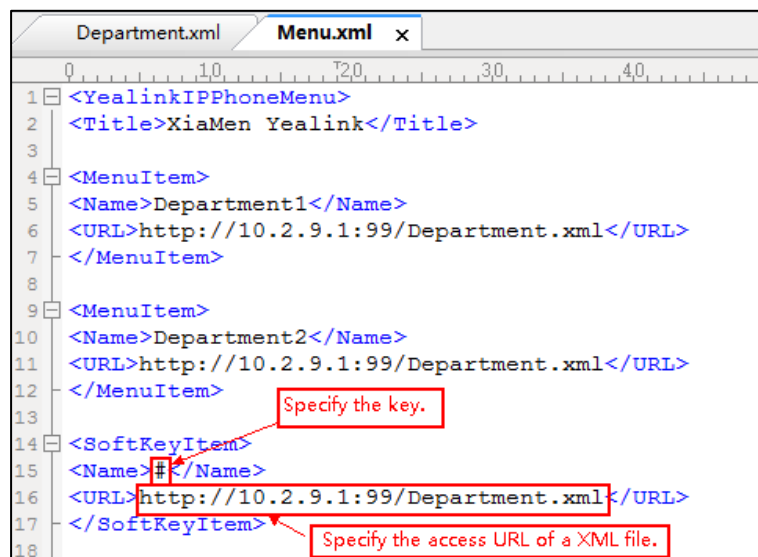 Department.xml Menu.xml x
0 10 20 30 40
1 <YealinkIPPhoneMenu>
2 <Title>XiaMen Yealink</Title>
3
4 <MenuItem>
5 <Name>Department1</Name>
6 <URL>http://10.2.9.1:99/Department.xml</URL>
7 </MenuItem>
8
9 <MenuItem>
10 <Name>Department2</Name>
11 <URL>http://10.2.9.1:99/Department.xml</URL>
12 </MenuItem>
Specify the key.
13
14 <SoftKeyItem>
15 <Name>#</Name>
16 <URL>http://10.2.9.1:99/Department.xml</URL>
17 </SoftKeyItem>
Specify the access URL of a XML file.
18